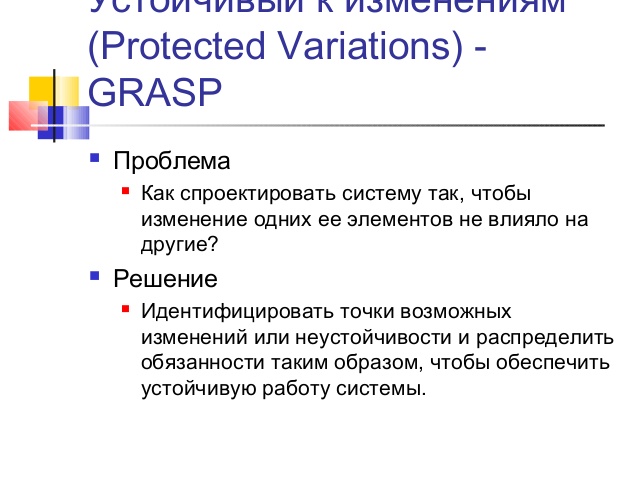 Устойчивый к изменениям
(Protected Variations) -
GRASP
Проблема
Как спроектировать систему так, чтобы
изменение одних ее элементов не влияло на
другие?
Решение
Идентифицировать точки возможных
изменений или неустойчивости и распределить
обязанности таким образом, чтобы обеспечить
устойчивую работу системы.